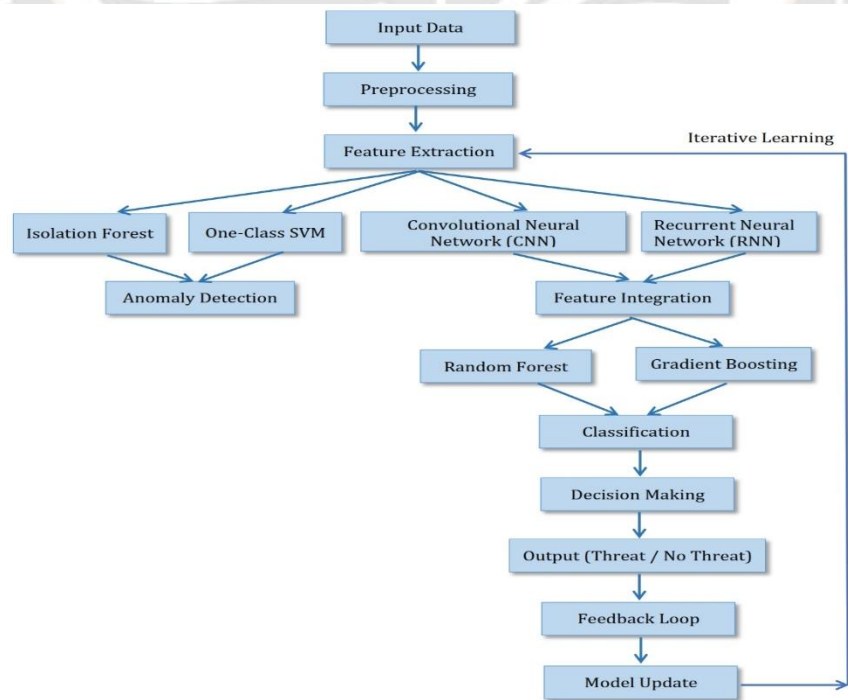 Input Data
Preprocessing
Iterative Learning
Feature Extraction
Isolation Forest
One-Class SVM
Convolutional Neural
Network (CNN)
Recurrent Neural
Network (RNN)
Anomaly Detection
Feature Integration
Random Forest
Gradient Boosting
Classification
Decision Making
Output (Threat / No Threat)
Feedback Loop
Model Update